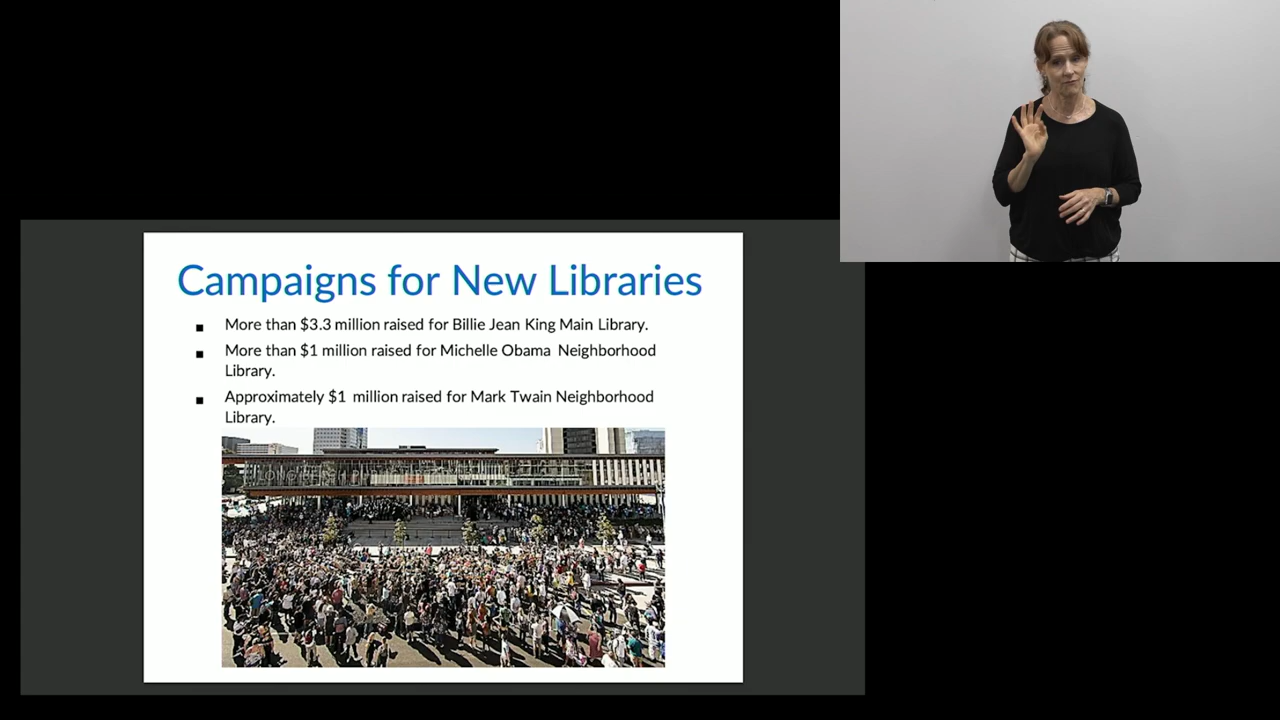 Campaigns for New Libraries
▪ More than $3.3 million raised for Billie Jean King Main Library.
▪ More than $1 million raised for Michelle Obama Neighborhood
Library.
▪ Approximately $1 million raised for Mark Twain Neighborhood
Library.